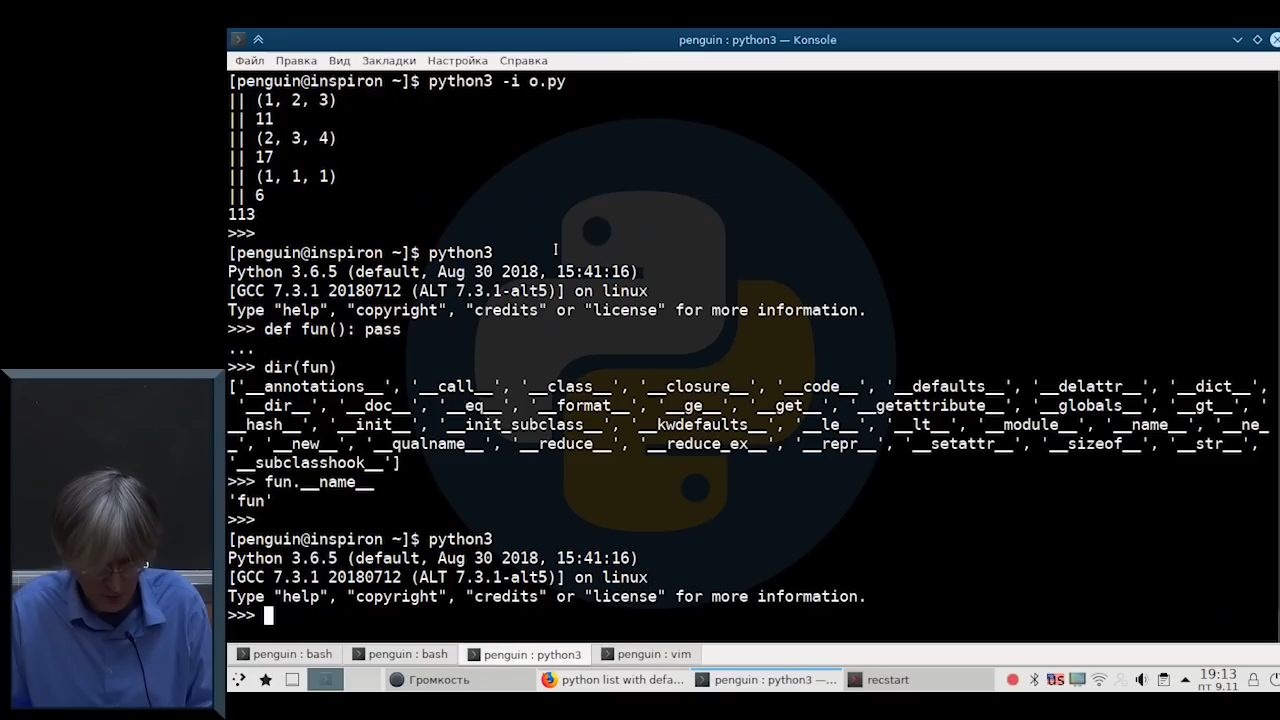 penguin : python3 — Konsole
Файл Правка Вид Закладки Настройка Справка
[penguin@inspiron ~]$ python3 -i o.py
|| (1, 2, 3)
|| 11
|| (2, 3, 4)
|| 17
|| (1, 1, 1)
|| 6
113
>>>
[penguin@inspiron ~]$ python3
Python 3.6.5 (default, Aug 30 2018, 15:41:16)
[GCC 7.3.1 20180712 (ALT 7.3.1-alt5)] on linux
Type "help", "copyright", "credits" or "license" for more information.
>>> def fun(): pass
...
>>> dir(fun)
['__annotations__', '__call__', '__class__', '__closure__', '__code__', '__defaults__', '__delattr__', '__dict__',
'__dir__', '__doc__', '__eq__', '__format__', '__ge__', '__get__', '__getattribute__', '__globals__', '__gt__', '
__hash__', '__init__', '__init_subclass__', '__kwdefaults__', '__le__', '__lt__', '__module__', '__name__', '__ne_
_', '__new__', '__qualname__', '__reduce__', '__reduce_ex__', '__repr__', '__setattr__', '__sizeof__', '__str__',
'__subclasshook__']
>>> fun.__name__
'fun'
>>>
[penguin@inspiron ~]$ python3
Python 3.6.5 (default, Aug 30 2018, 15:41:16)
[GCC 7.3.1 20180712 (ALT 7.3.1-alt5)] on linux
Type "help", "copyright", "credits" or "license" for more information.
>>>
penguin : bash penguin : bash penguin : python3 penguin : vim
Громкость python list with defa... penguin : python3 —... recstart us 19:13
пт 9.11